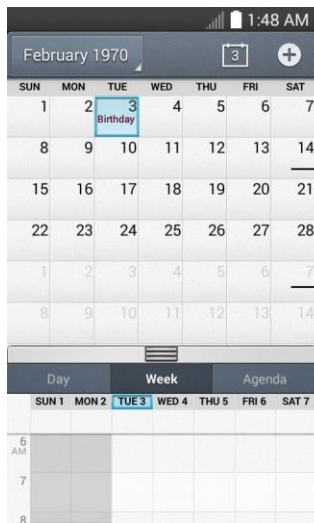 1:48 AM
February 1970 3
SUN MON TUE WED THU FRI SAT
1 2 3 4 5 6 7
Birthday
8 9 10 11 12 13 14
15 16 17 18 19 20 21
22 23 24 25 26 27 28
1 2 3 4 5 6 7
8 9 10 11 12 13 14
Day Week Agenda
SUN 1 MON 2 TUE 3 WED 4 THU 5 FRI 6 SAT 7
6
AM
7
8